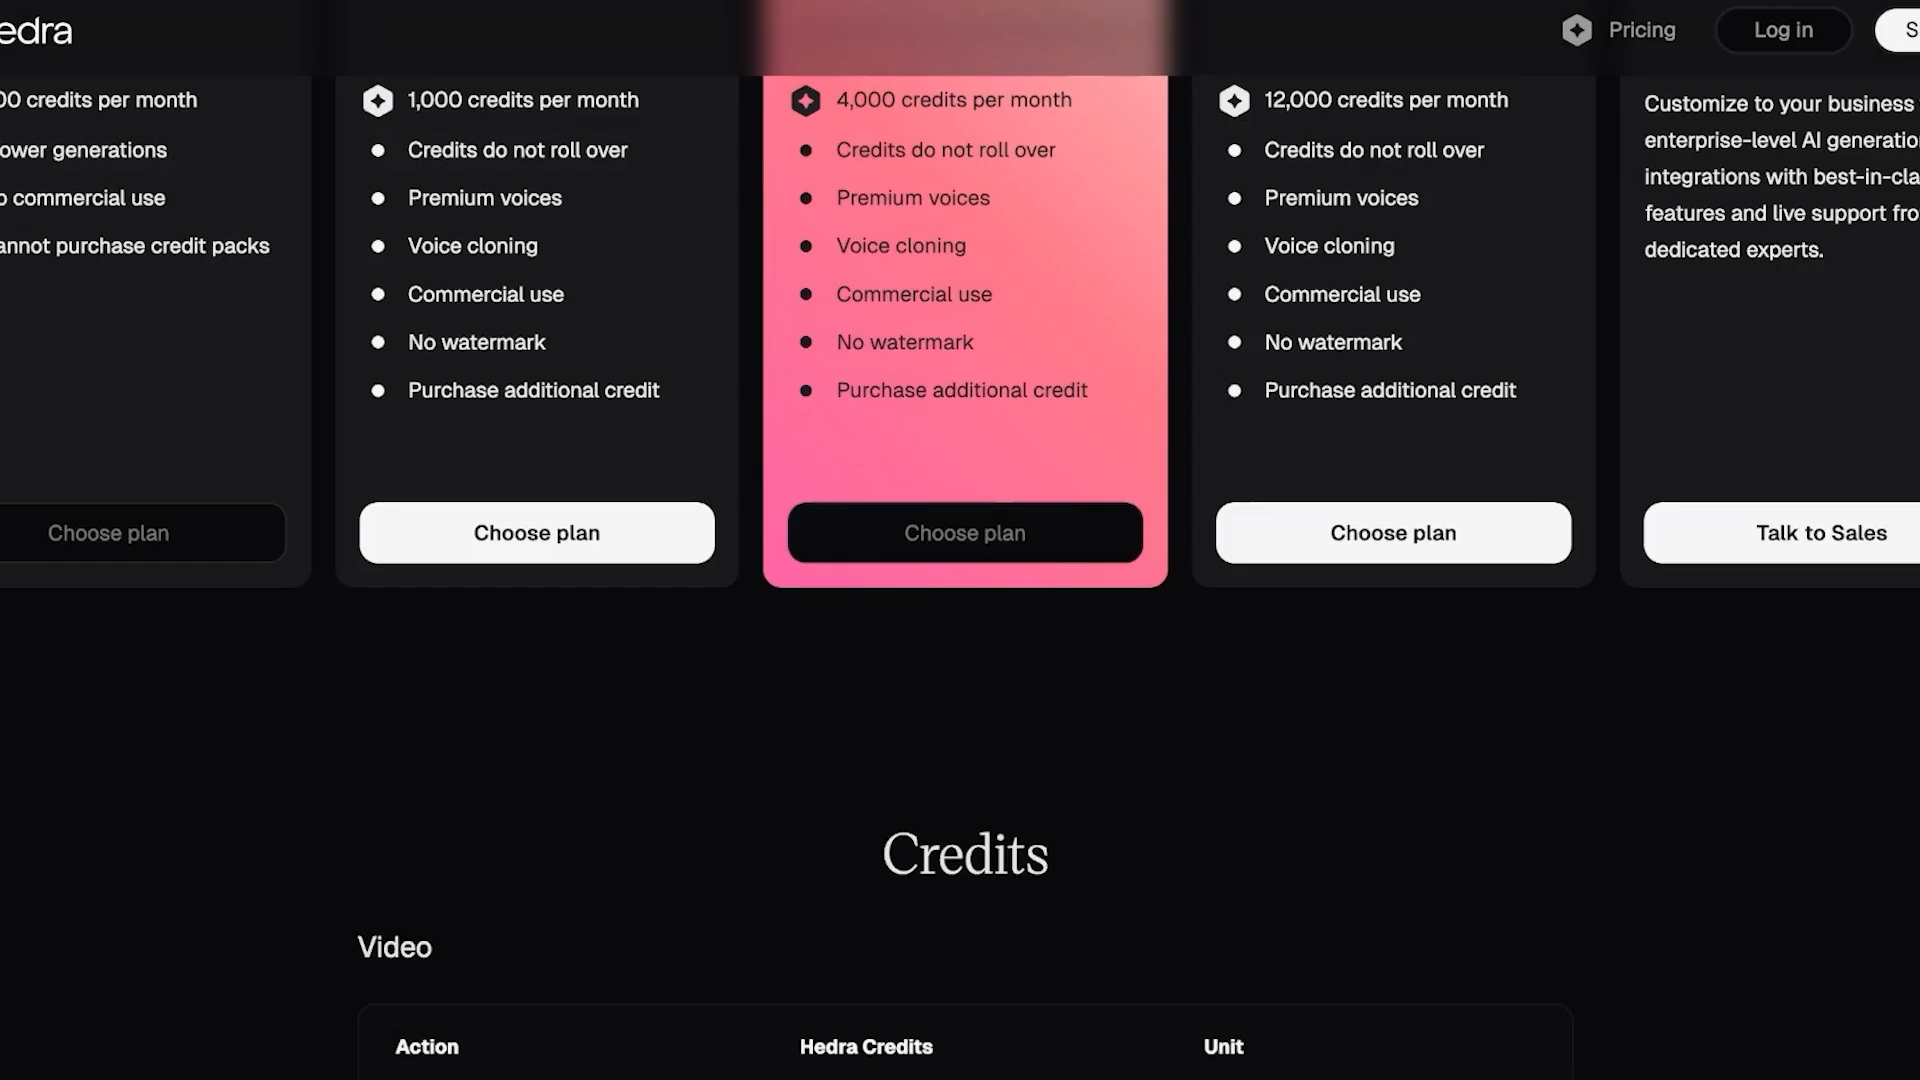 edra
Pricing
Log in
S
00 credits per month
ower generations
o commercial use
annot purchase credit packs
Choose plan
1,000 credits per month
Credits do not roll over
Premium voices
Voice cloning
Commercial use
No watermark
Purchase additional credit
Choose plan
4,000 credits per month
Credits do not roll over
Premium voices
Voice cloning
Commercial use
No watermark
Purchase additional credit
Choose plan
12,000 credits per month
Credits do not roll over
Premium voices
Voice cloning
Commercial use
No watermark
Purchase additional credit
Choose plan
Customize to your business
enterprise-level AI generatio
integrations with best-in-cla
features and live support fro
dedicated experts.
Talk to Sales
Credits
Video
Action
Hedra Credits
Unit